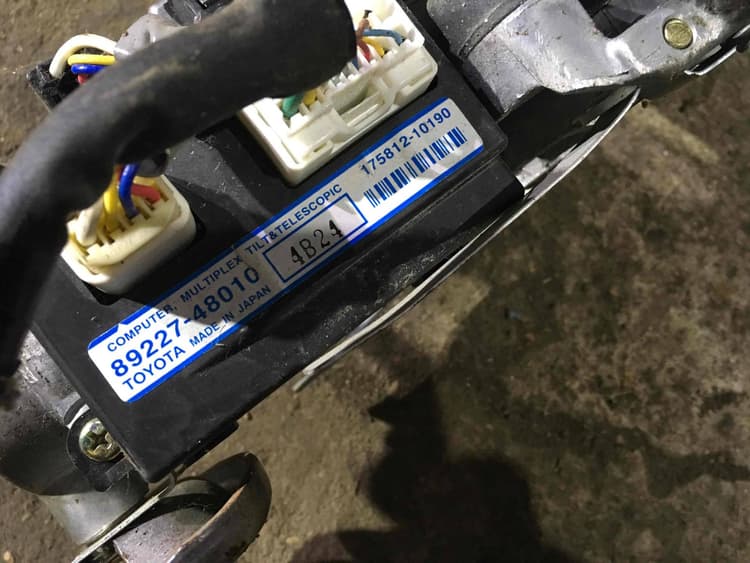 COMPUTER, MULTIPLEX TILT&TELESCOPIC 175812-10190
89227-48010 4B24
TOYOTA MADE IN JAPAN